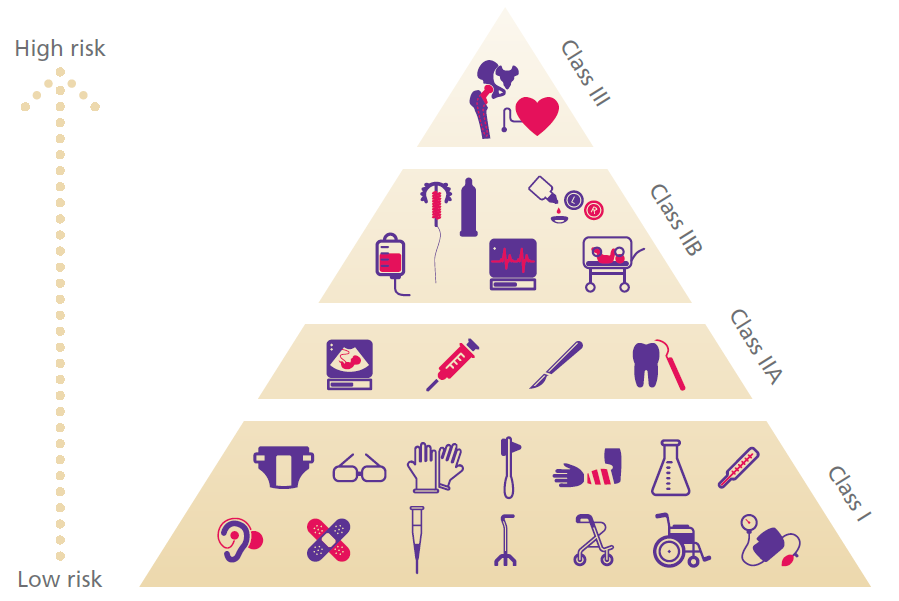 High risk
Class III
Class IIB
L
R
Class IIA
Class I
Low risk